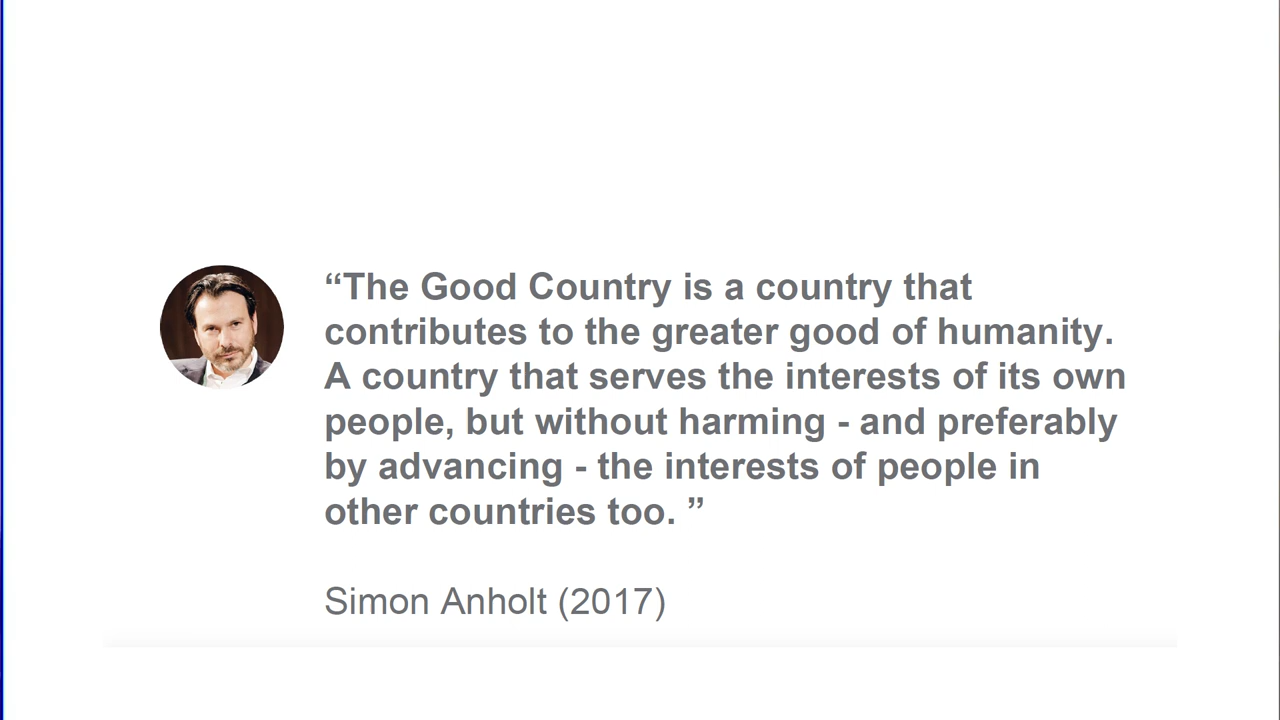 “The Good Country is a country that
contributes to the greater good of humanity.
A country that serves the interests of its own
people, but without harming - and preferably
by advancing - the interests of people in
other countries too. ”
Simon Anholt (2017)